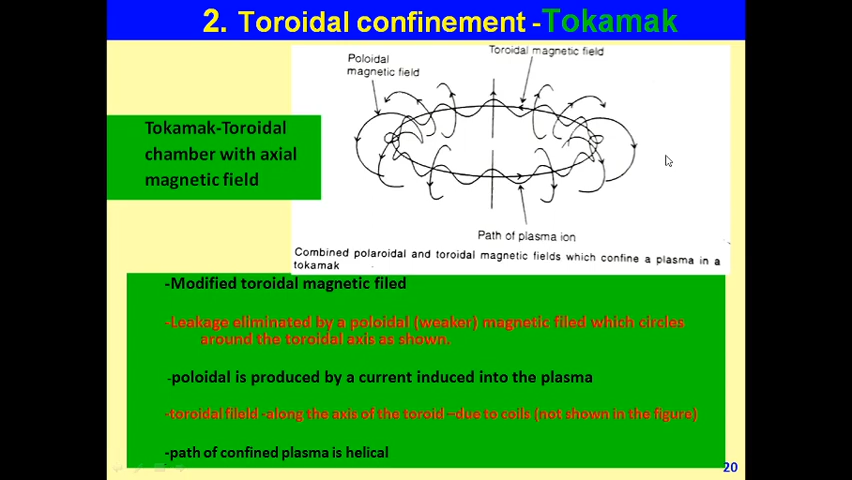 2. Toroidal confinement -Tokamak
Toroidal magnetic field
Poloidal
magnetic field
Tokamak-Toroidal
chamber with axial
magnetic field
Path of plasma ion
Combined polaroidal and toroidal magnetic fields which confine a plasma in a
tokamak
-Modified toroidal magnetic filed
-Leakage eliminated by a poloidal (weaker) magnetic filed which circles
around the toroidal axis as shown.
-poloidal is produced by a current induced into the plasma
-toroidal fileld -along the axis of the toroid –due to coils (not shown in the figure)
-path of confined plasma is helical
20